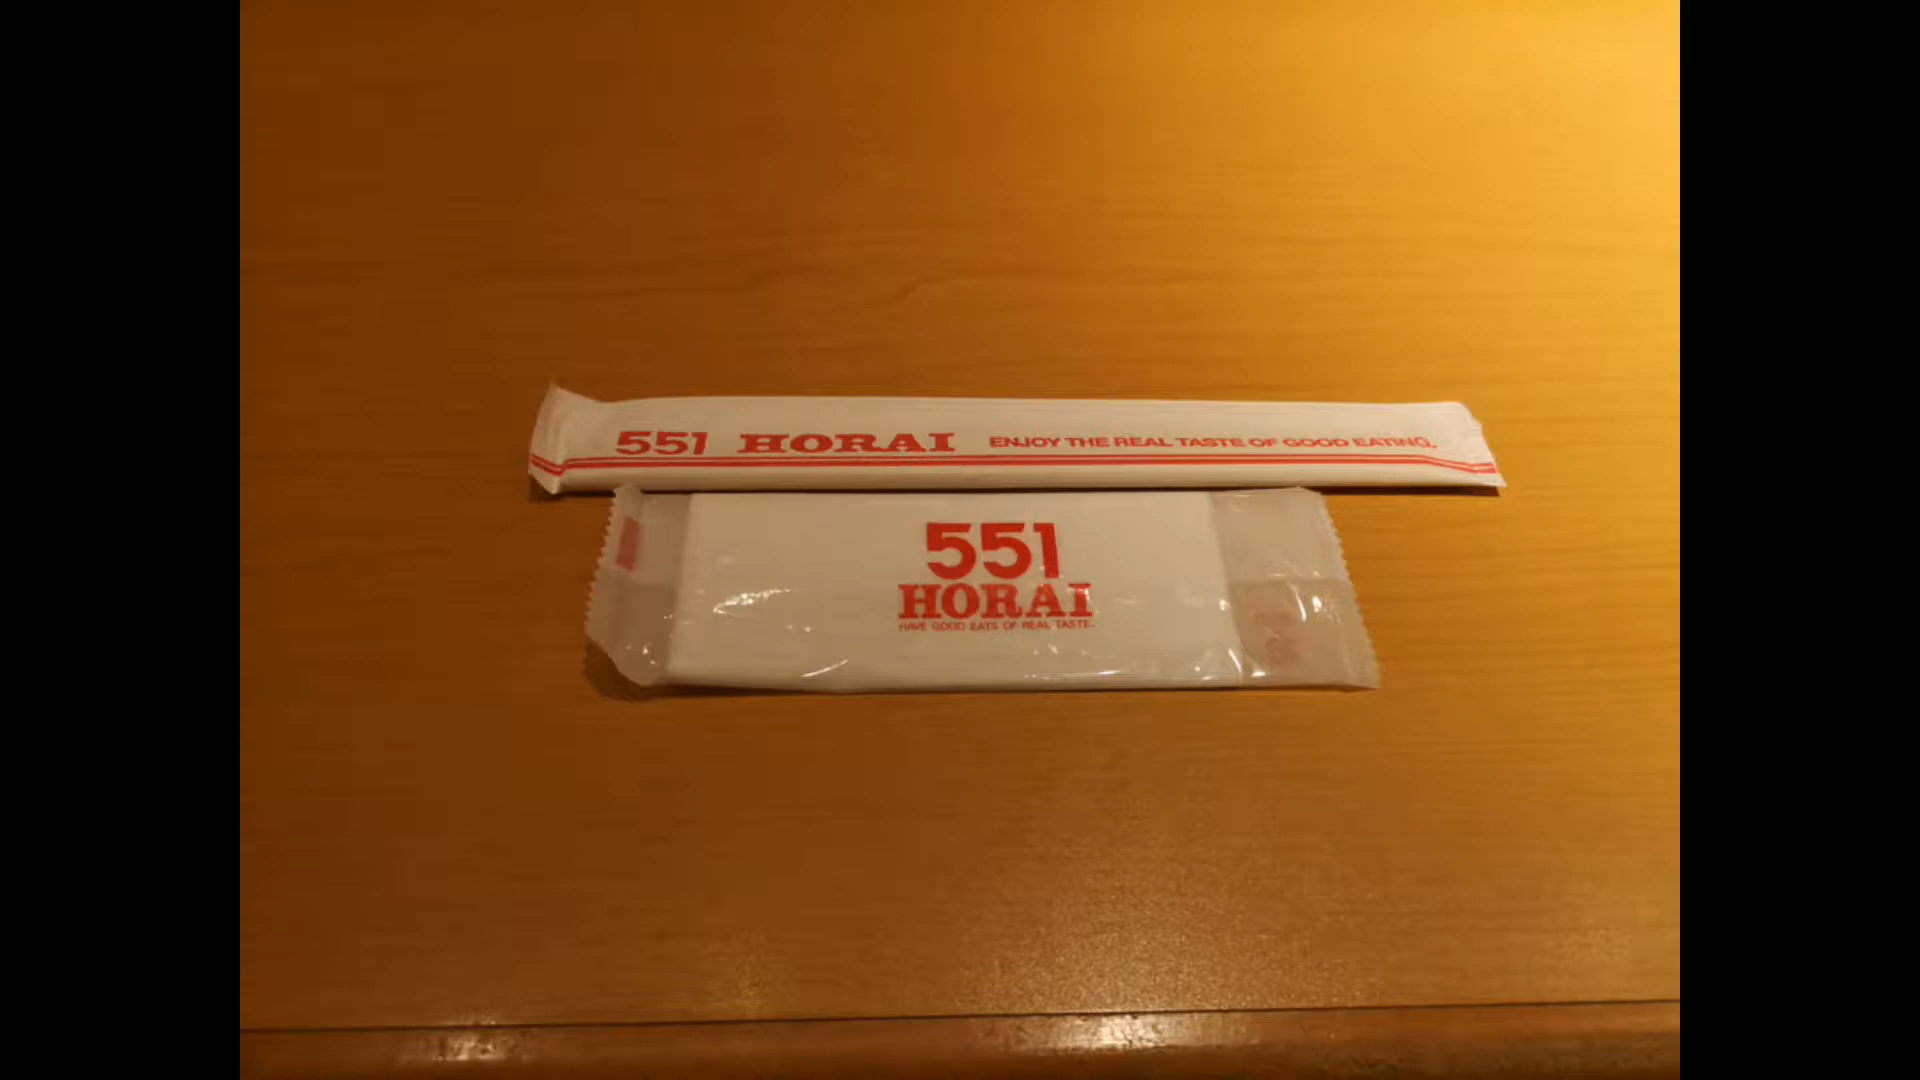 551 HORAI ENJOY THE REAL TASTE OF GOOD EATING.
551
HORAI
HAVE GOOD EATS OF REAL TASTE.